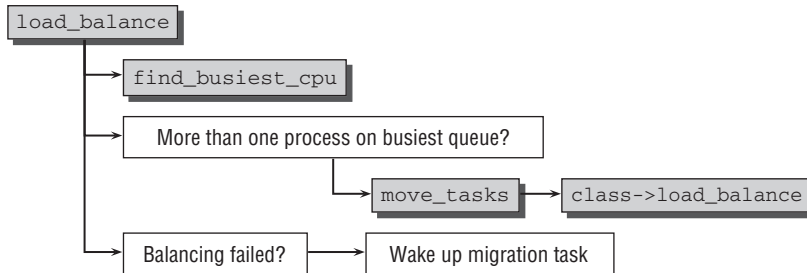 load_balance
find_busiest_cpu
More than one process on busiest queue?
move_tasks
class->load_balance
Balancing failed?
Wake up migration task